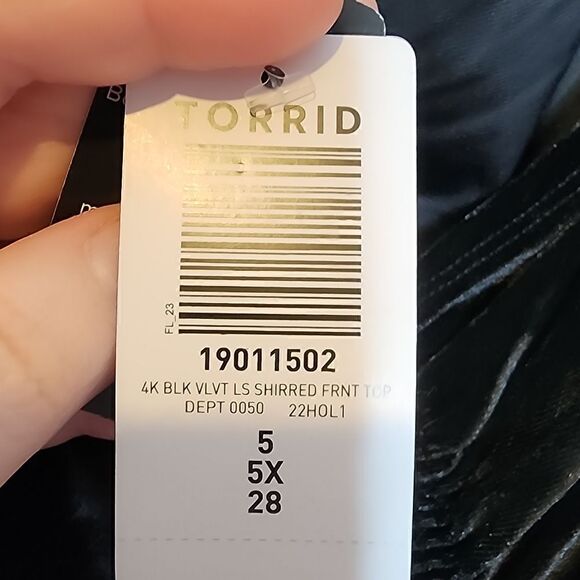 TORRID
FL_23
19011502
4K BLK VLVT LS SHIRRED FRNT TOP
DEPT 0050 22HOL1
5
5X
28